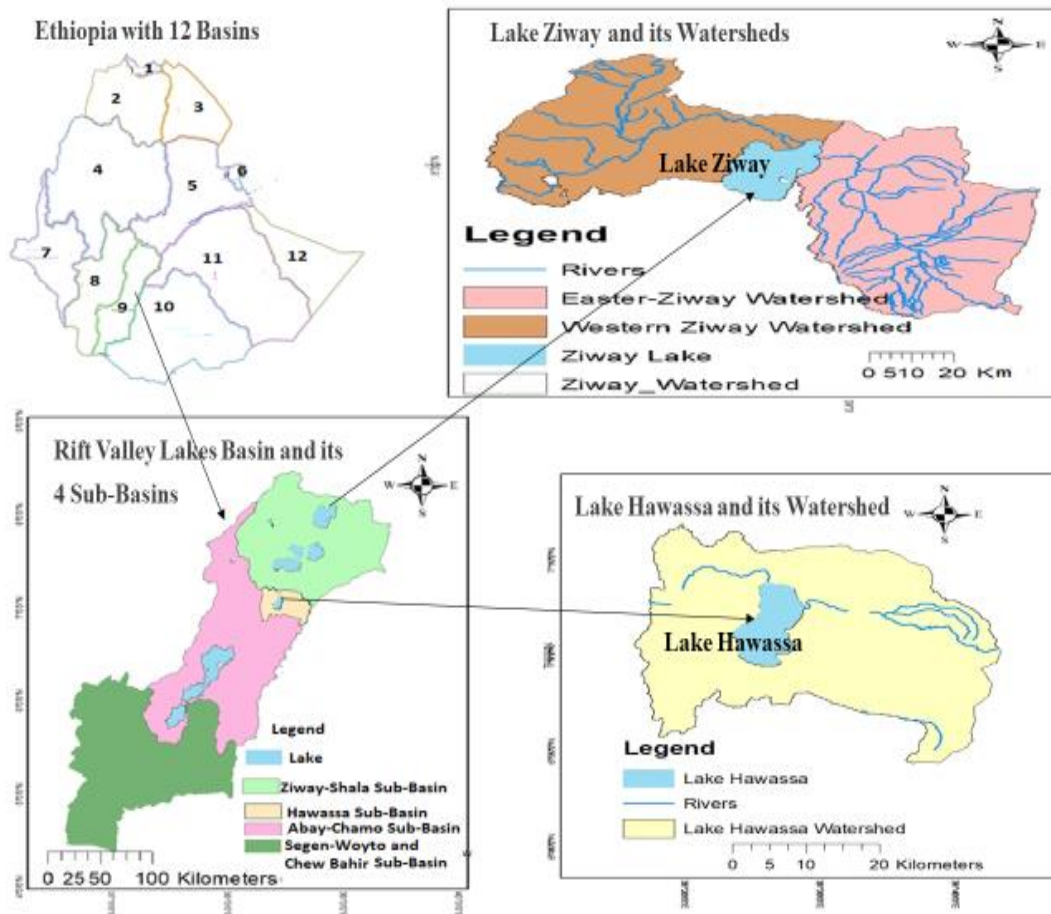 Ethiopia with 12 Basins
1
2
3
4
5
6
7
8
9
10
11
12
Lake Ziway and its Watersheds
N
W
E
S
Lake Ziway
Legend
Rivers
Easter-Ziway Watershed
Western Ziway Watershed
Ziway Lake
Ziway_Watershed
0 510 20 Km
Rift Valley Lakes Basin and its
4 Sub-Basins
N
W
E
S
Legend
Lake
Ziway-Shala Sub-Basin
Hawassa Sub-Basin
Abay-Chamo Sub-Basin
Segen-Woyto and
Chew Bahir Sub-Basin
0 25 50 100 Kilometers
Lake Hawassa and its Watershed
N
W
E
S
Lake Hawassa
Legend
Lake Hawassa
Rivers
Lake Hawassa Watershed
0 5 10 20 Kilometers